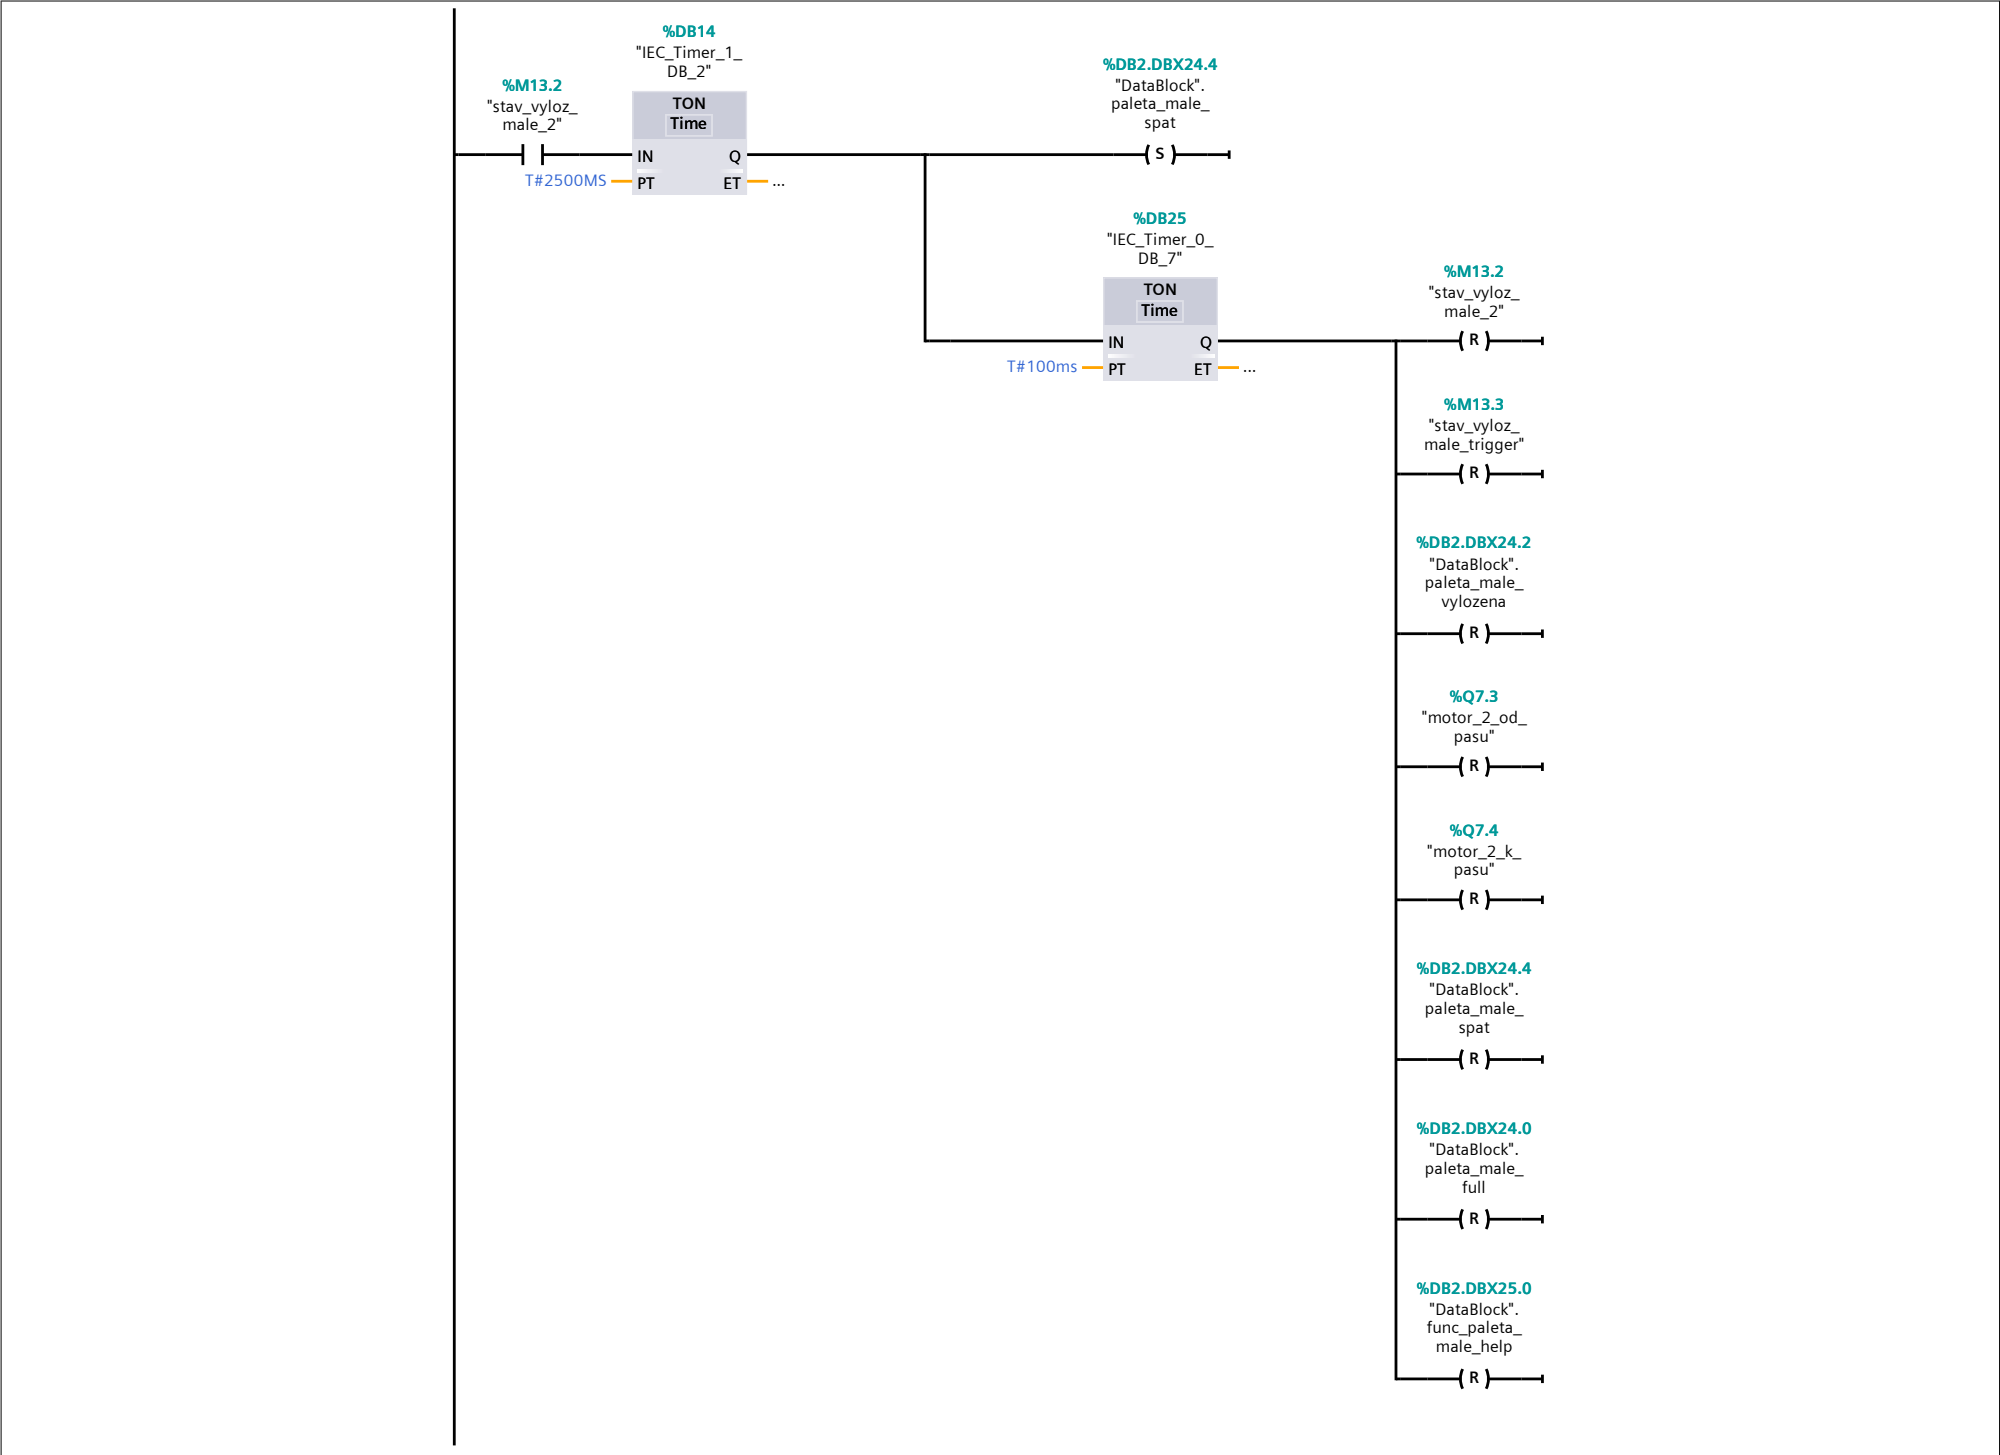 %DB14
"IEC_Timer_1_
DB_2"
%M13.2
"stav_vyloz_
male_2"
TON
Time
IN
Q
T#2500MS
PT
ET
...
%DB2.DBX24.4
"DataBlock".
paleta_male_
spat
S
%DB25
"IEC_Timer_0_
DB_7"
TON
Time
IN
Q
T#100ms
PT
ET
...
%M13.2
"stav_vyloz_
male_2"
R
%M13.3
"stav_vyloz_
male_trigger"
R
%DB2.DBX24.2
"DataBlock".
paleta_male_
vylozena
R
%Q7.3
"motor_2_od_
pasu"
R
%Q7.4
"motor_2_k_
pasu"
R
%DB2.DBX24.4
"DataBlock".
paleta_male_
spat
R
%DB2.DBX24.0
"DataBlock".
paleta_male_
full
R
%DB2.DBX25.0
"DataBlock".
func_paleta_
male_help
R